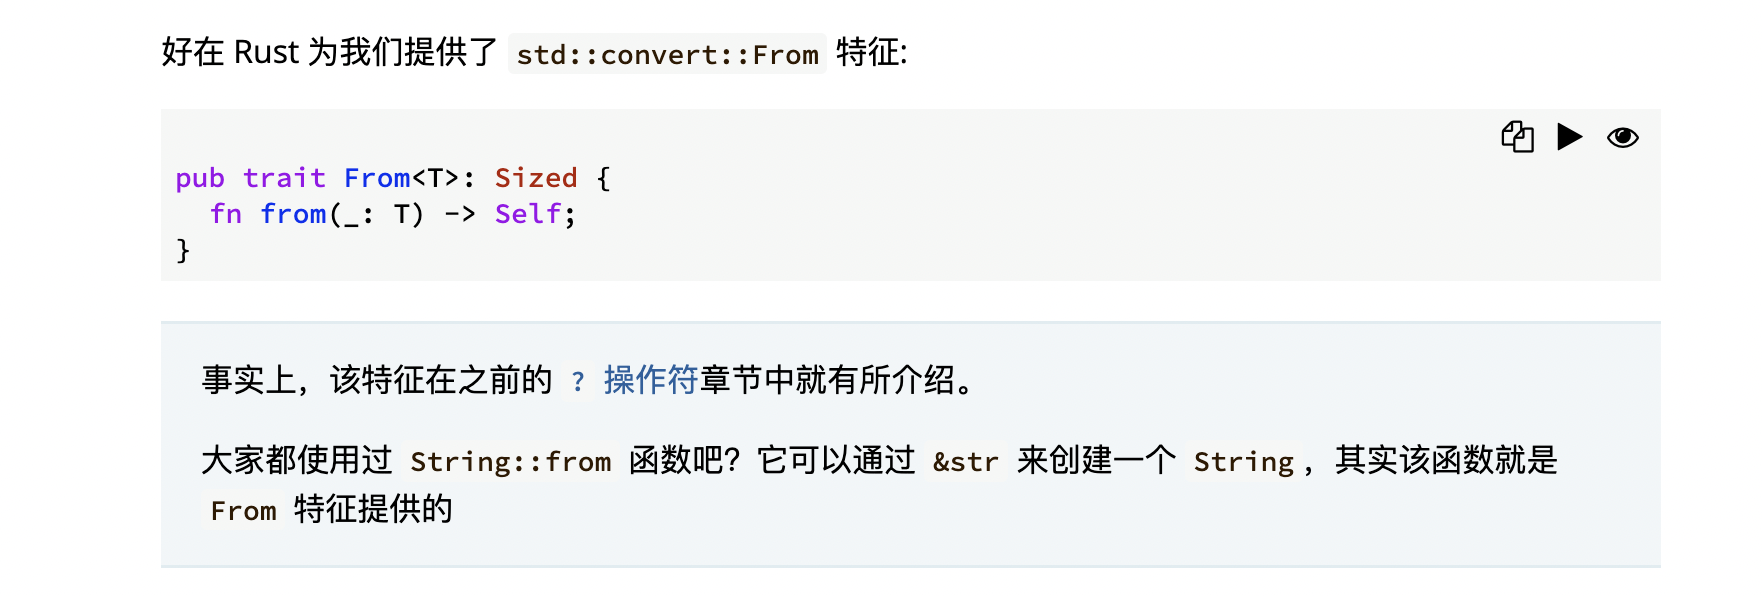 好在 Rust 为我们提供了 std::convert::From 特征:
pub trait From<T>: Sized {
  fn from(_: T) -> Self;
}
事实上，该特征在之前的 ? 操作符章节中就有所介绍。
大家都使用过 String::from 函数吧？它可以通过 &str 来创建一个 String，其实该函数就是
From 特征提供的